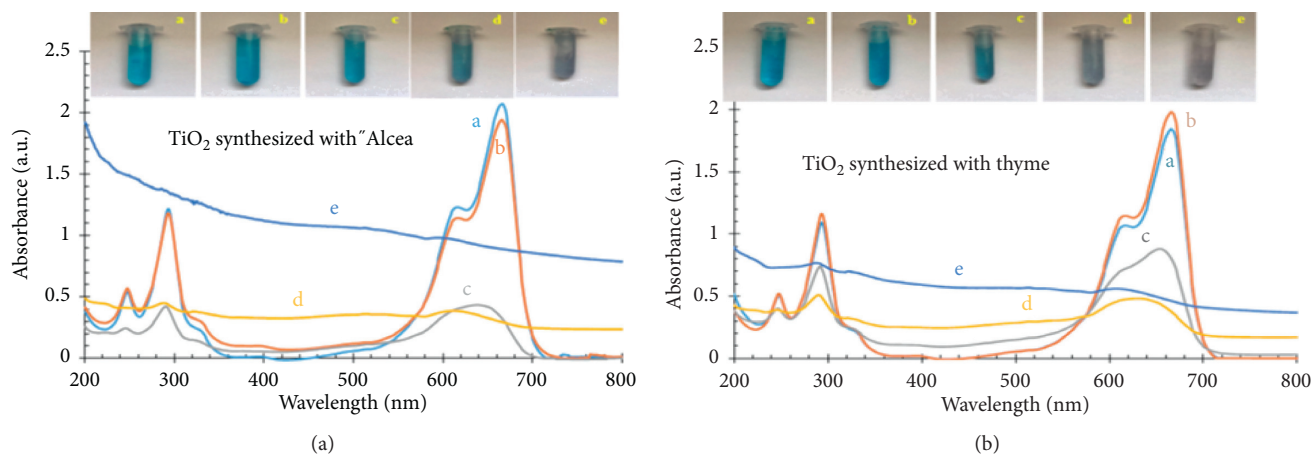 a b c d e
2.5
2
1.5
1
0.5
0
Absorbance (a.u.)
TiO₂ synthesized with ˝Alcea
a
b
c
d
e
200 300 400 500 600 700 800
Wavelength (nm)
(a)
a b c d e
2.5
2
1.5
1
0.5
0
Absorbance (a.u.)
TiO₂ synthesized with thyme
b
a
c
e
d
200 300 400 500 600 700 800
Wavelength (nm)
(b)